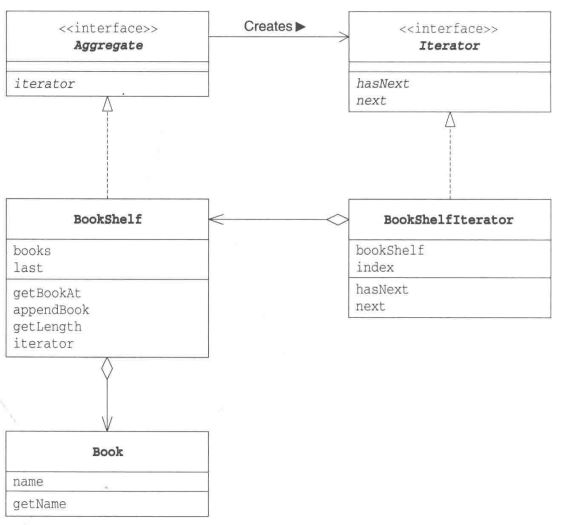 <<interface>>
Aggregate
iterator
Creates ▶
<<interface>>
Iterator
hasNext
next
BookShelf
books
last
getBookAt
appendBook
getLength
iterator
BookShelfIterator
bookShelf
index
hasNext
next
Book
name
getName